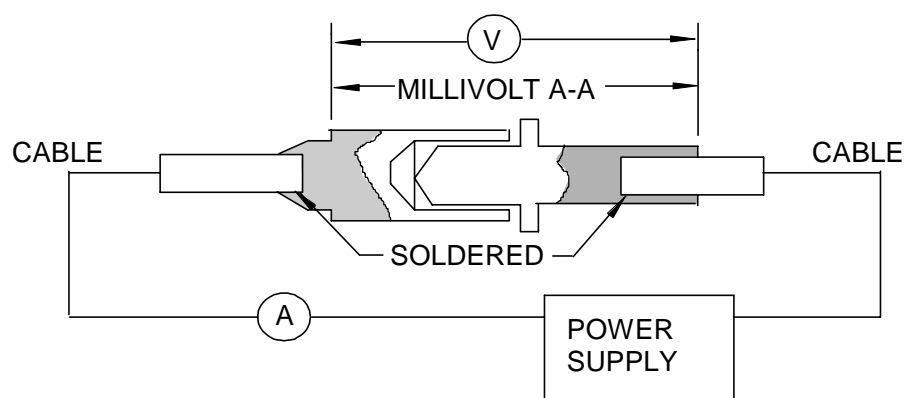 V
MILLIVOLT A-A
CABLE
CABLE
SOLDERED
A
POWER
SUPPLY